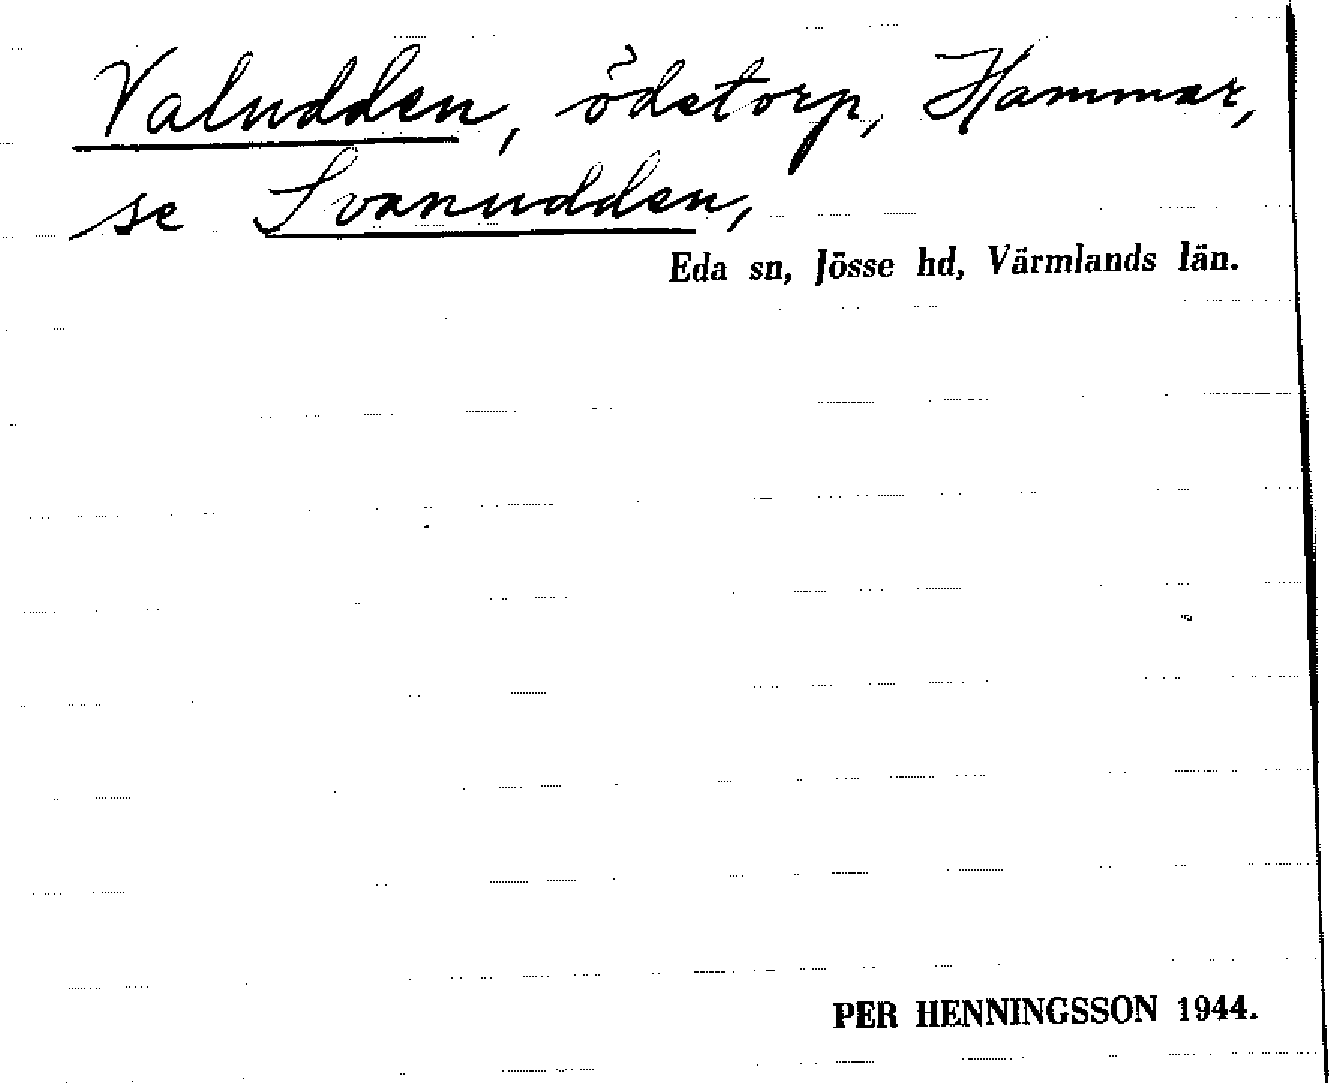 Valudden, ödetorp, Hammar,
se Svanudden,
Eda sn, Jösse hd, Värmlands län.
PER HENNINGSSON 1944.